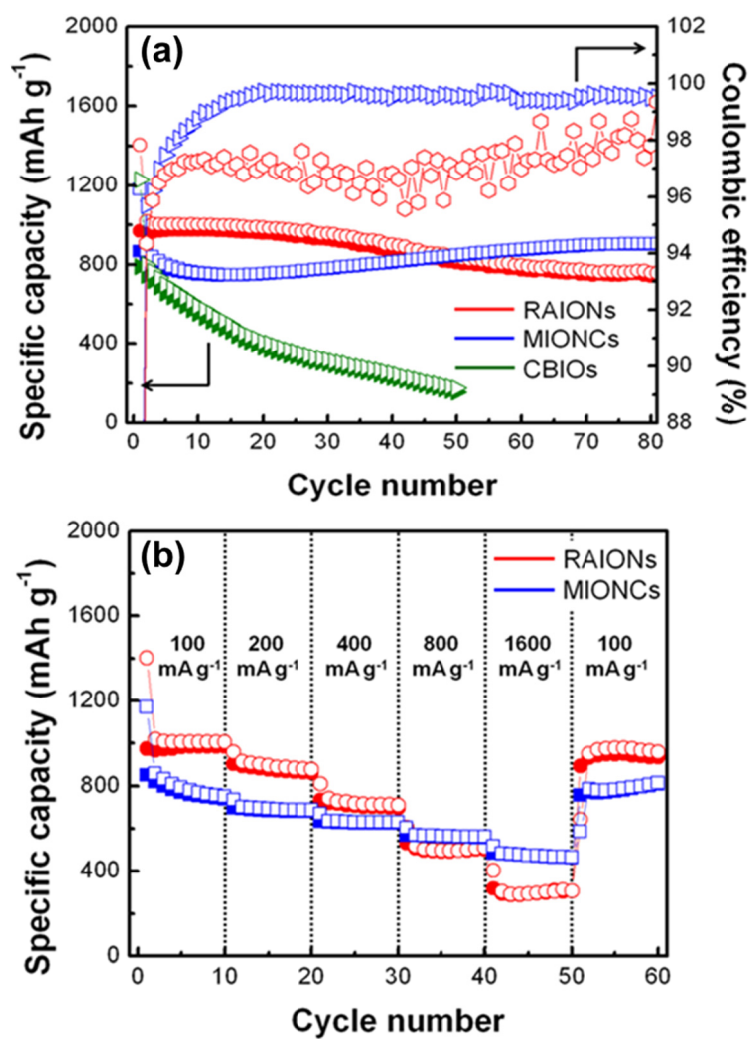 (a)
Specific capacity (mAh g⁻¹)
2000
1600
1200
800
400
0
102
100
98
96
94
92
90
88
Coulombic efficiency (%)
RAIONs
MIONCs
CBIOs
0 10 20 30 40 50 60 70 80
Cycle number
(b)
Specific capacity (mAh g⁻¹)
2000
1600
1200
800
400
0
RAIONs
MIONCs
100 200 400 800 1600 100
mA g⁻¹ mA g⁻¹ mA g⁻¹ mA g⁻¹ mA g⁻¹ mA g⁻¹
0 10 20 30 40 50 60
Cycle number